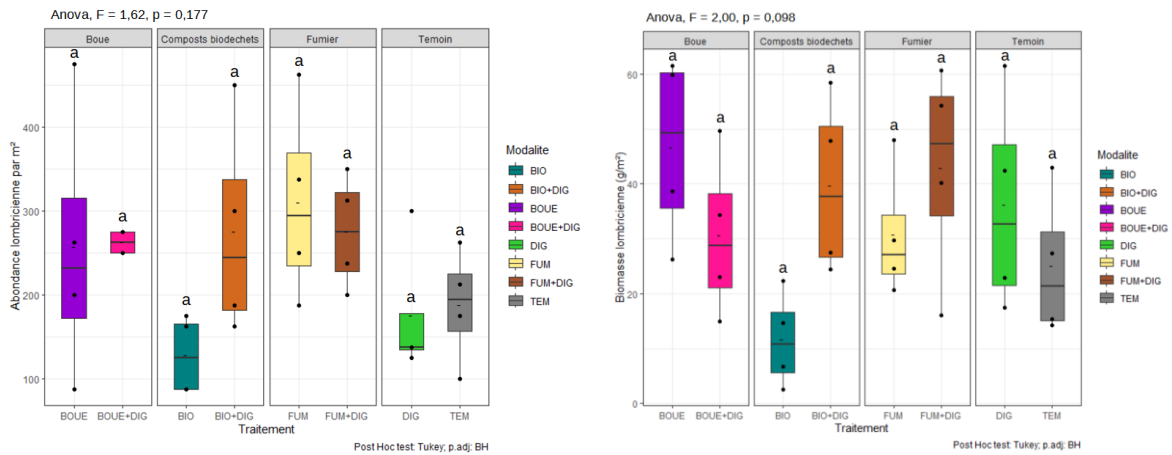 Anova, F = 1,62, p = 0,177
Boue Composts biodechets Fumier Temoin
a a a a a a a a
Abondance lombricienne par m²
400
300
200
100
BOUE BOUE+DIG BIO BIO+DIG FUM FUM+DIG DIG TEM
Traitement
Post Hoc test: Tukey; p.adj: BH
Modalite
BIO
BIO+DIG
BOUE
BOUE+DIG
DIG
FUM
FUM+DIG
TEM
Anova, F = 2,00, p = 0,098
Boue Composts biodechets Fumier Temoin
a a a a a a a a
Biomasse lombricienne (g/m²)
60
40
20
0
BOUE BOUE+DIG BIO BIO+DIG FUM FUM+DIG DIG TEM
Traitement
Post Hoc test: Tukey; p.adj: BH
Modalite
BIO
BIO+DIG
BOUE
BOUE+DIG
DIG
FUM
FUM+DIG
TEM